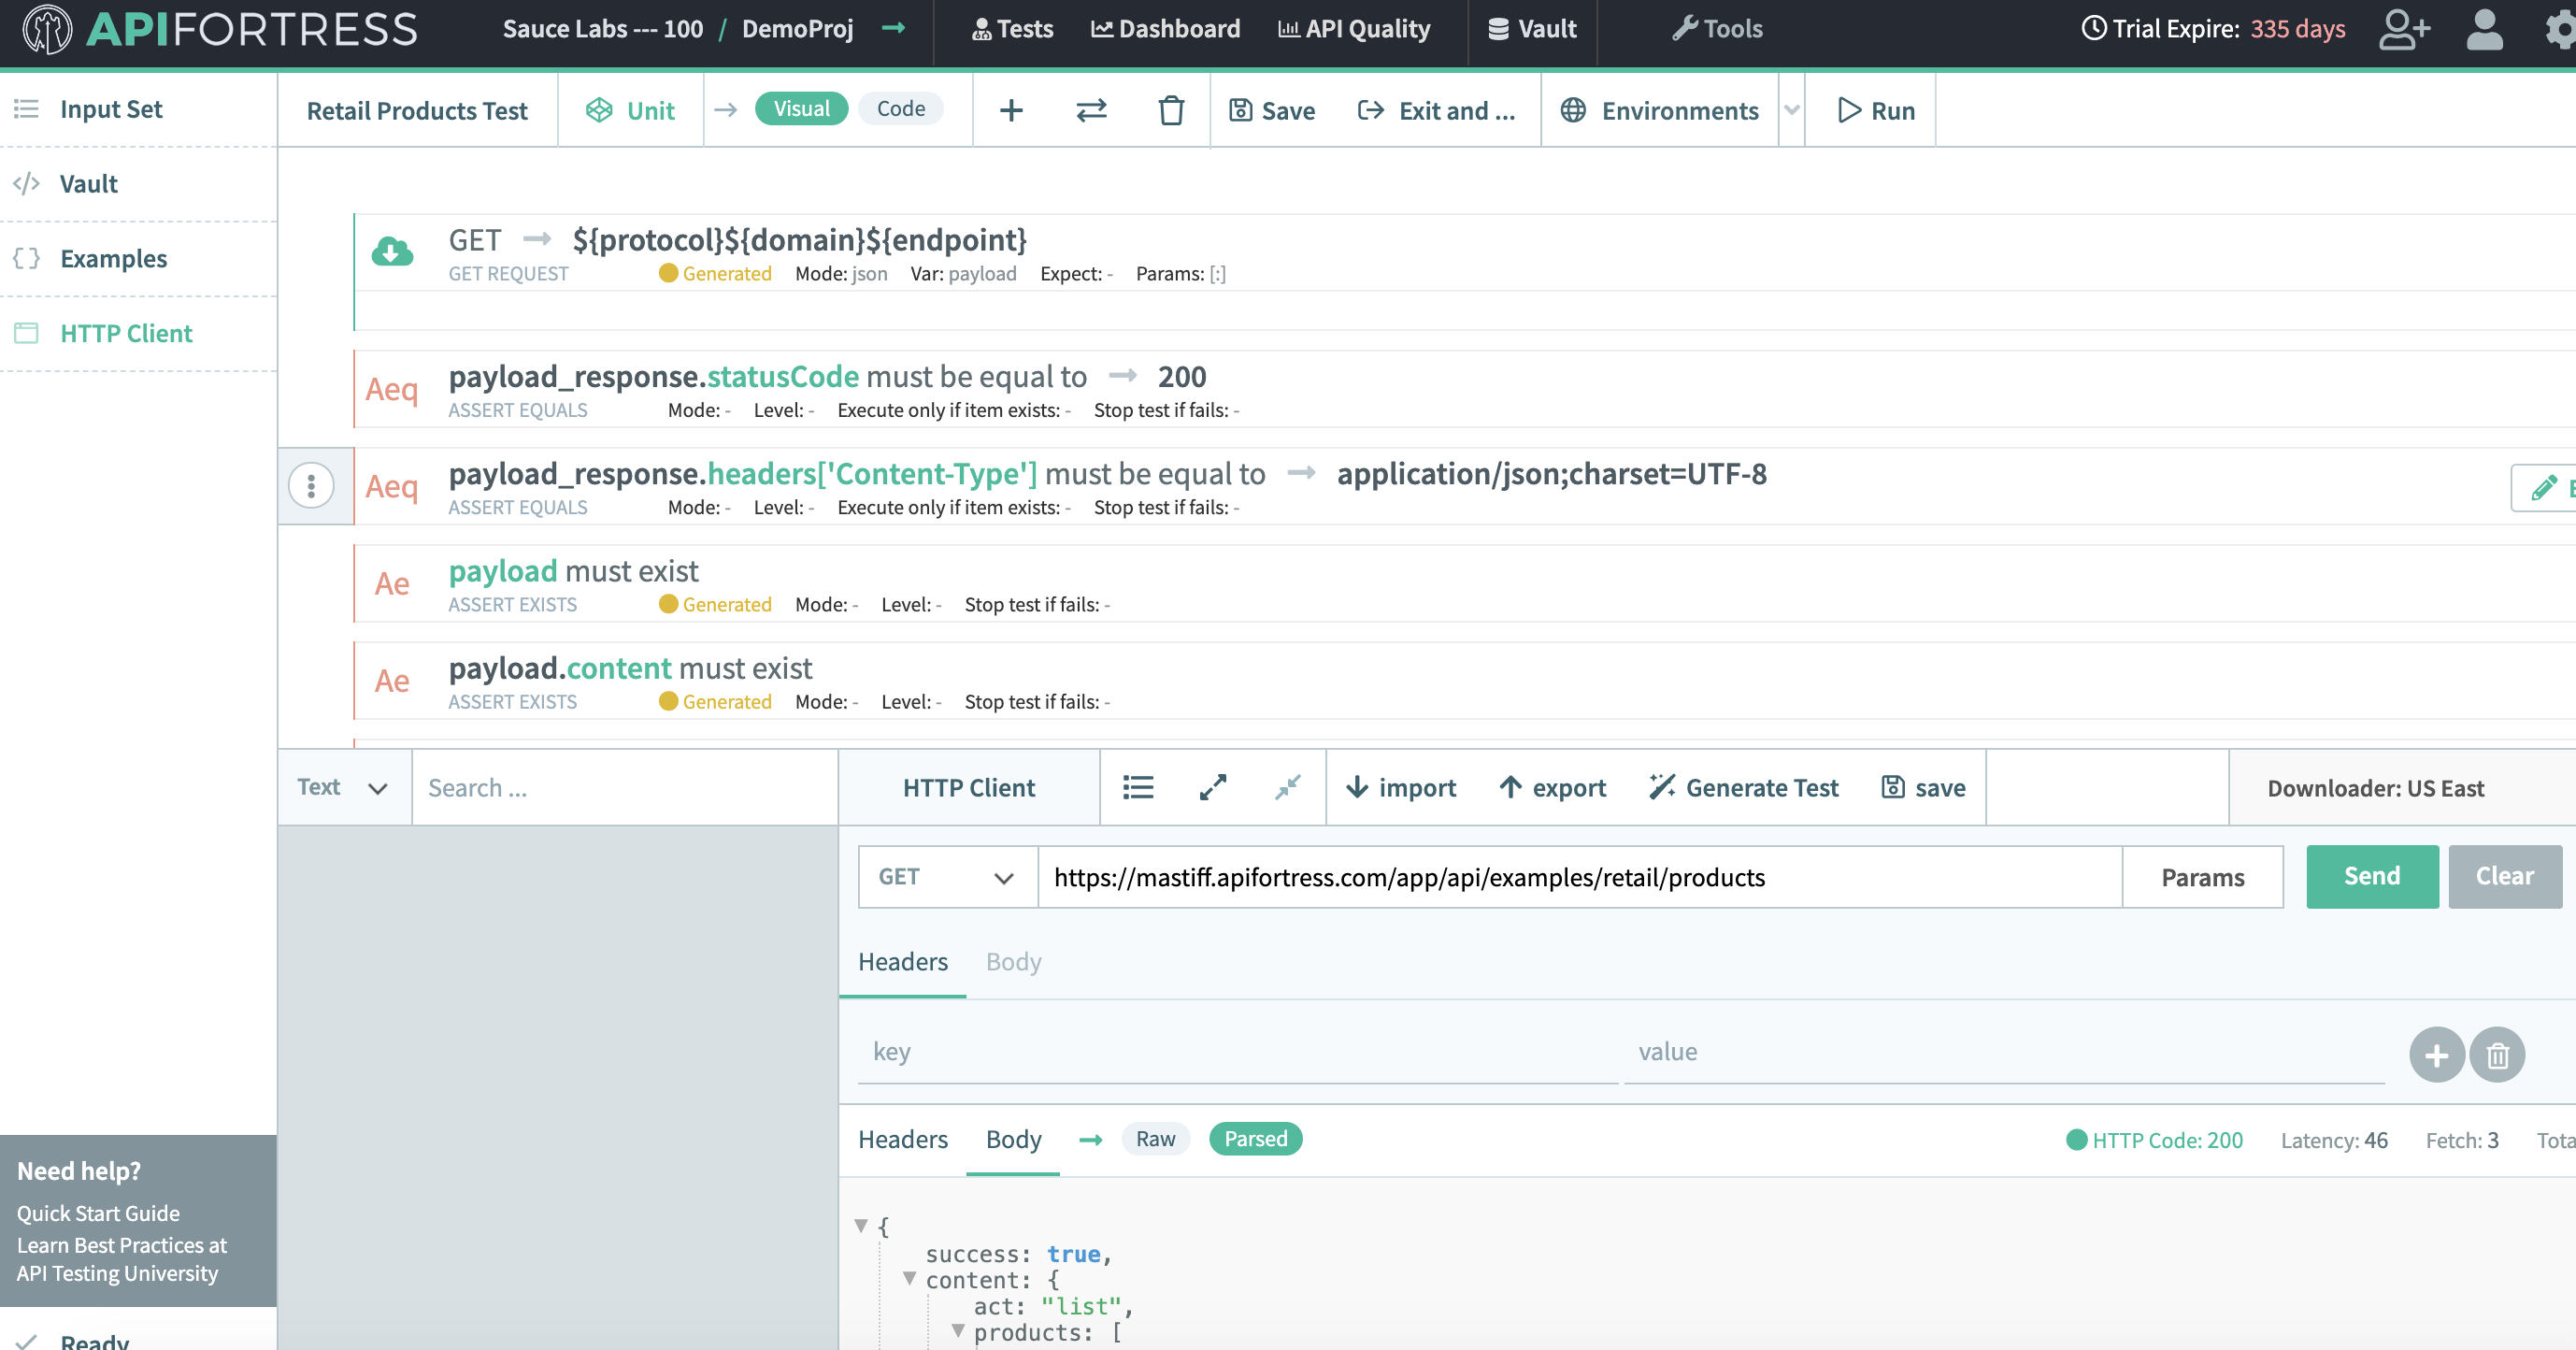 APIFORTRESS Sauce Labs --- 100 / DemoProj Tests Dashboard API Quality Vault Tools Trial Expire: 335 days
Input Set
Vault
Examples
HTTP Client
Retail Products Test Unit Visual Code Save Exit and ... Environments Run
GET ${protocol}${domain}${endpoint}
GET REQUEST Generated Mode: json Var: payload Expect: - Params: [:]
Aeq payload_response.statusCode must be equal to 200
ASSERT EQUALS Mode: - Level: - Execute only if item exists: - Stop test if fails: -
Aeq payload_response.headers['Content-Type'] must be equal to application/json;charset=UTF-8
ASSERT EQUALS Mode: - Level: - Execute only if item exists: - Stop test if fails: -
Ae payload must exist
ASSERT EXISTS Generated Mode: - Level: - Stop test if fails: -
Ae payload.content must exist
ASSERT EXISTS Generated Mode: - Level: - Stop test if fails: -
Text Search ... HTTP Client import export Generate Test save Downloader: US East
GET https://mastiff.apifortress.com/app/api/examples/retail/products Params Send Clear
Headers Body
key value
Headers Body Raw Parsed HTTP Code: 200 Latency: 46 Fetch: 3
{
success: true,
content: {
act: "list",
products: [
Need help?
Quick Start Guide
Learn Best Practices at
API Testing University
Ready